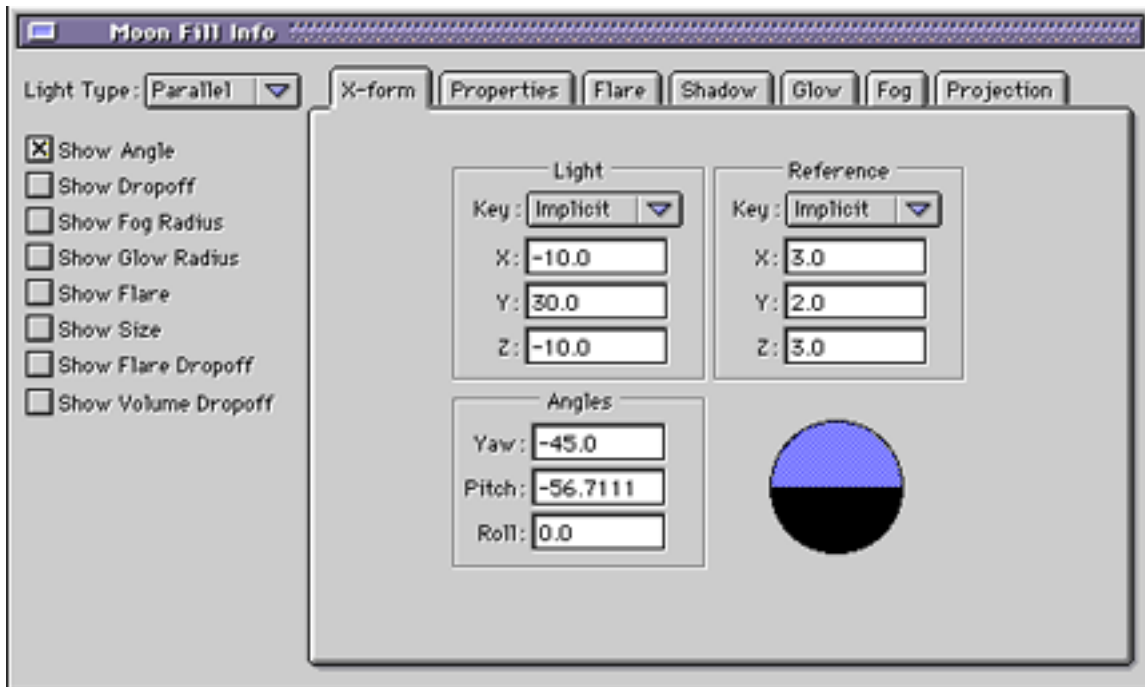 Moon Fill Info
Light Type: Parallel
X-form Properties Flare Shadow Glow Fog Projection
Show Angle
Show Dropoff
Show Fog Radius
Show Glow Radius
Show Flare
Show Size
Show Flare Dropoff
Show Volume Dropoff
Light
Key: Implicit
X: -10.0
Y: 30.0
Z: -10.0
Reference
Key: Implicit
X: 3.0
Y: 2.0
Z: 3.0
Angles
Yaw: -45.0
Pitch: -56.7111
Roll: 0.0